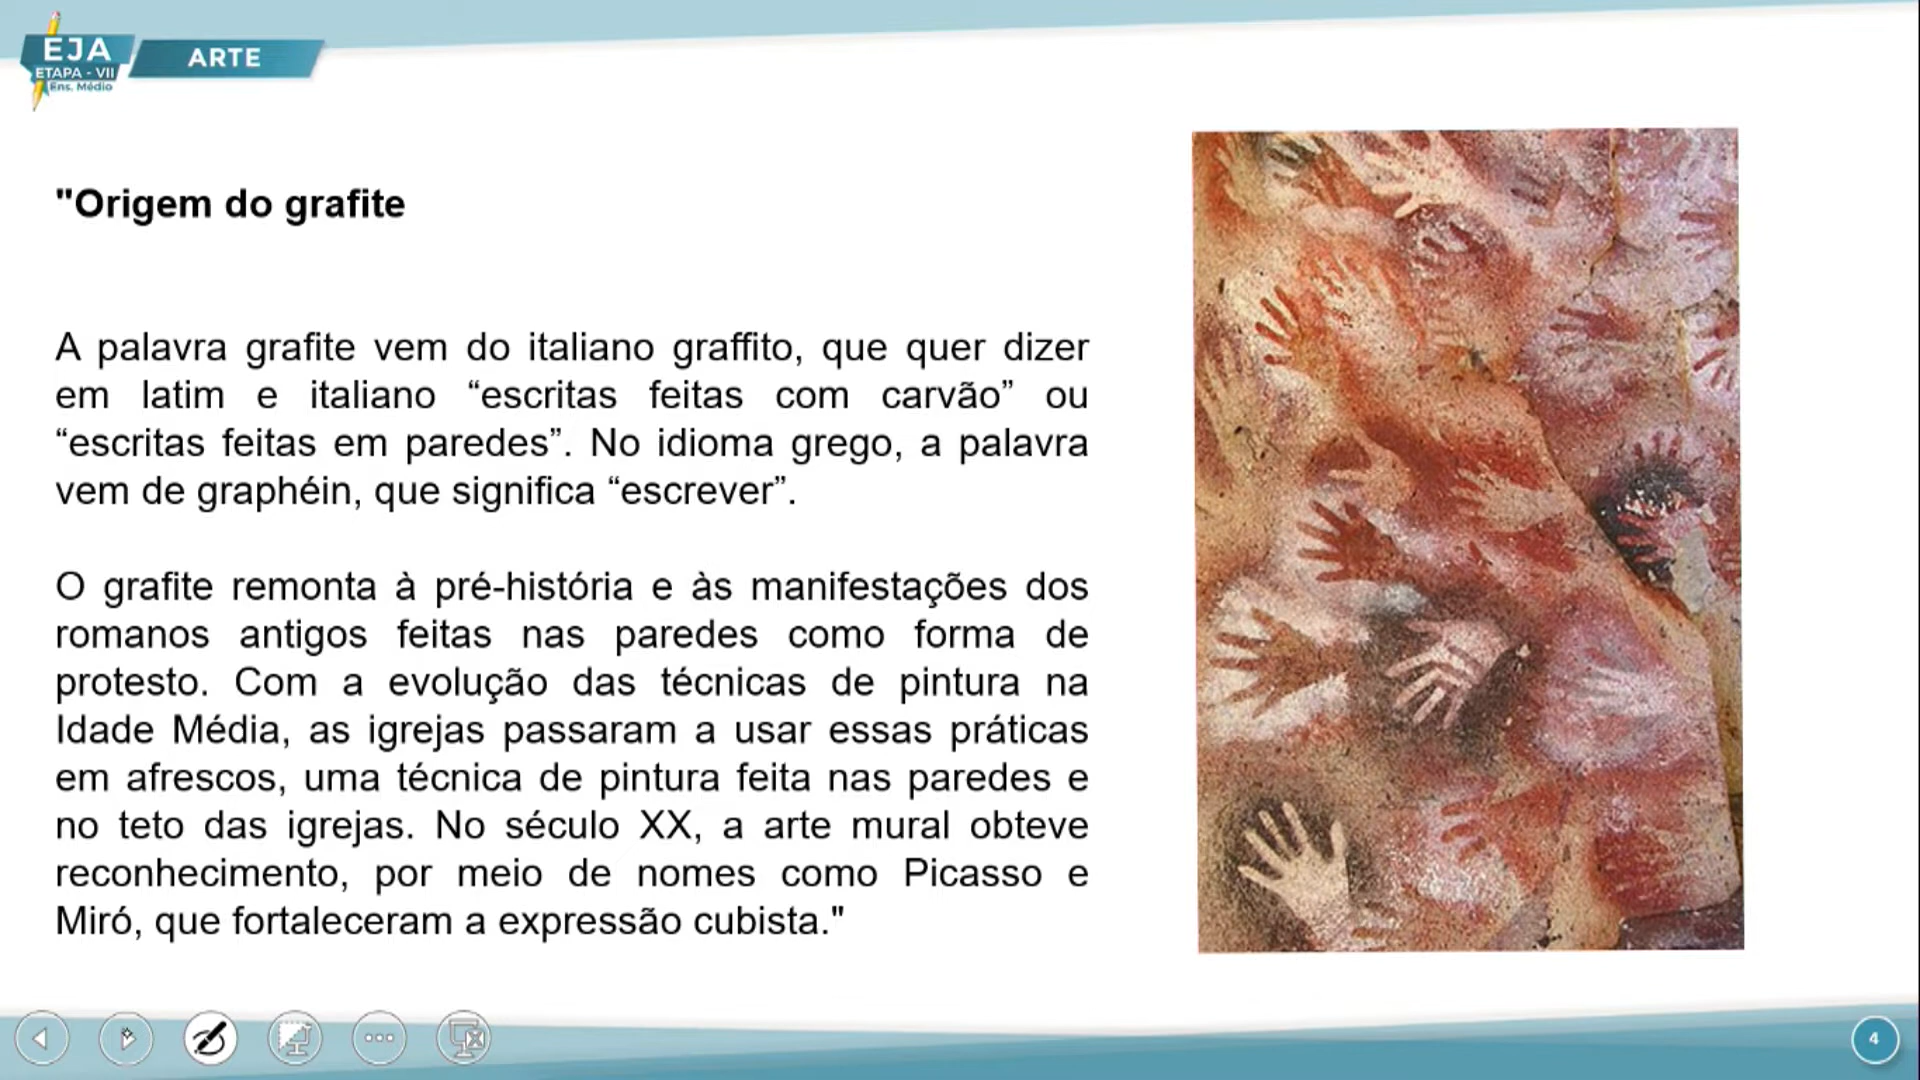 EJA
ETAPA - VII
Ens. Médio
ARTE
"Origem do grafite
A palavra grafite vem do italiano graffito, que quer dizer
em latim e italiano “escritas feitas com carvão” ou
“escritas feitas em paredes”. No idioma grego, a palavra
vem de graphéin, que significa “escrever”.
O grafite remonta à pré-história e às manifestações dos
romanos antigos feitas nas paredes como forma de
protesto. Com a evolução das técnicas de pintura na
Idade Média, as igrejas passaram a usar essas práticas
em afrescos, uma técnica de pintura feita nas paredes e
no teto das igrejas. No século XX, a arte mural obteve
reconhecimento, por meio de nomes como Picasso e
Miró, que fortaleceram a expressão cubista."
4